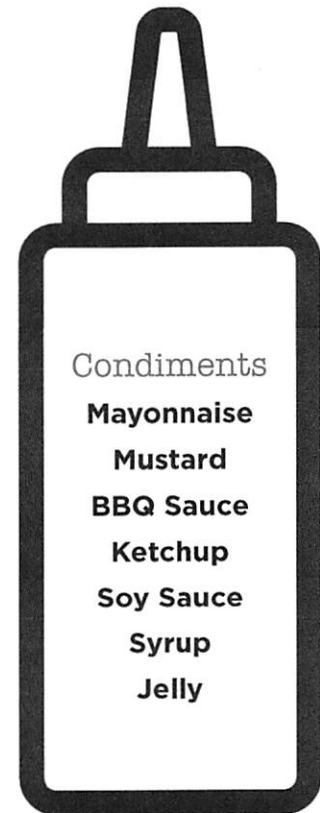 Condiments
Mayonnaise
Mustard
BBQ Sauce
Ketchup
Soy Sauce
Syrup
Jelly